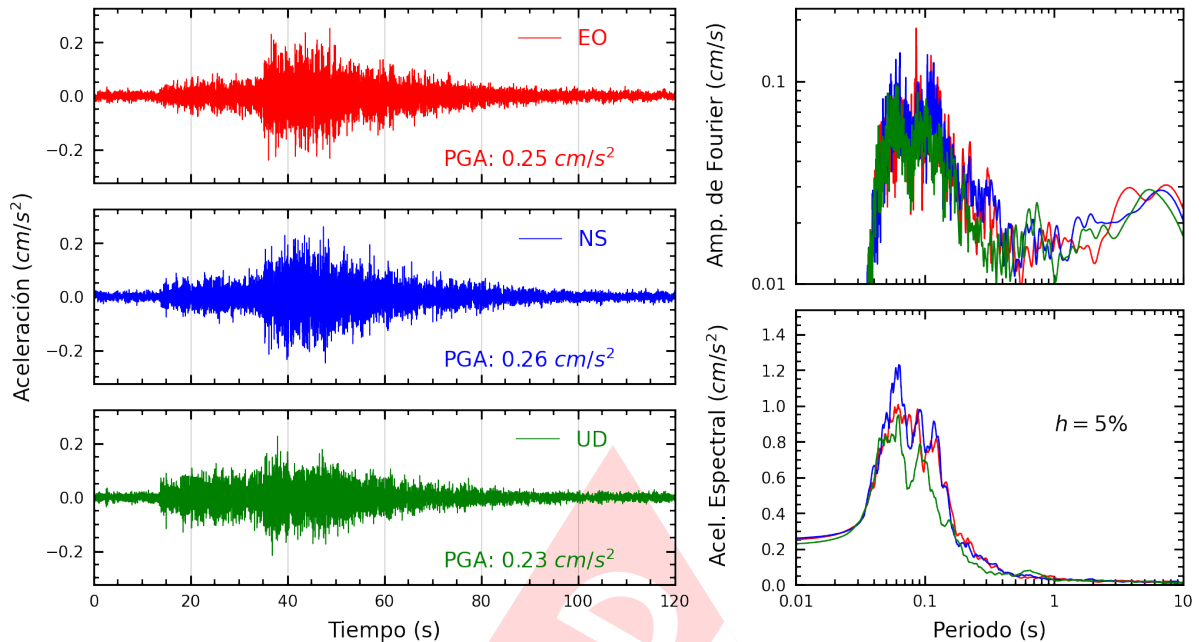 0.2
0.0
−0.2
EO
PGA: 0.25 cm/s²
0.2
0.0
−0.2
NS
PGA: 0.26 cm/s²
0.2
0.0
−0.2
UD
PGA: 0.23 cm/s²
Aceleración (cm/s²)
0 20 40 60 80 100 120
Tiempo (s)
0.1
0.01
Amp. de Fourier (cm/s)
1.4
1.2
1.0
0.8
0.6
0.4
0.2
0.0
h = 5%
Acel. Espectral (cm/s²)
0.01 0.1 1 10
Periodo (s)